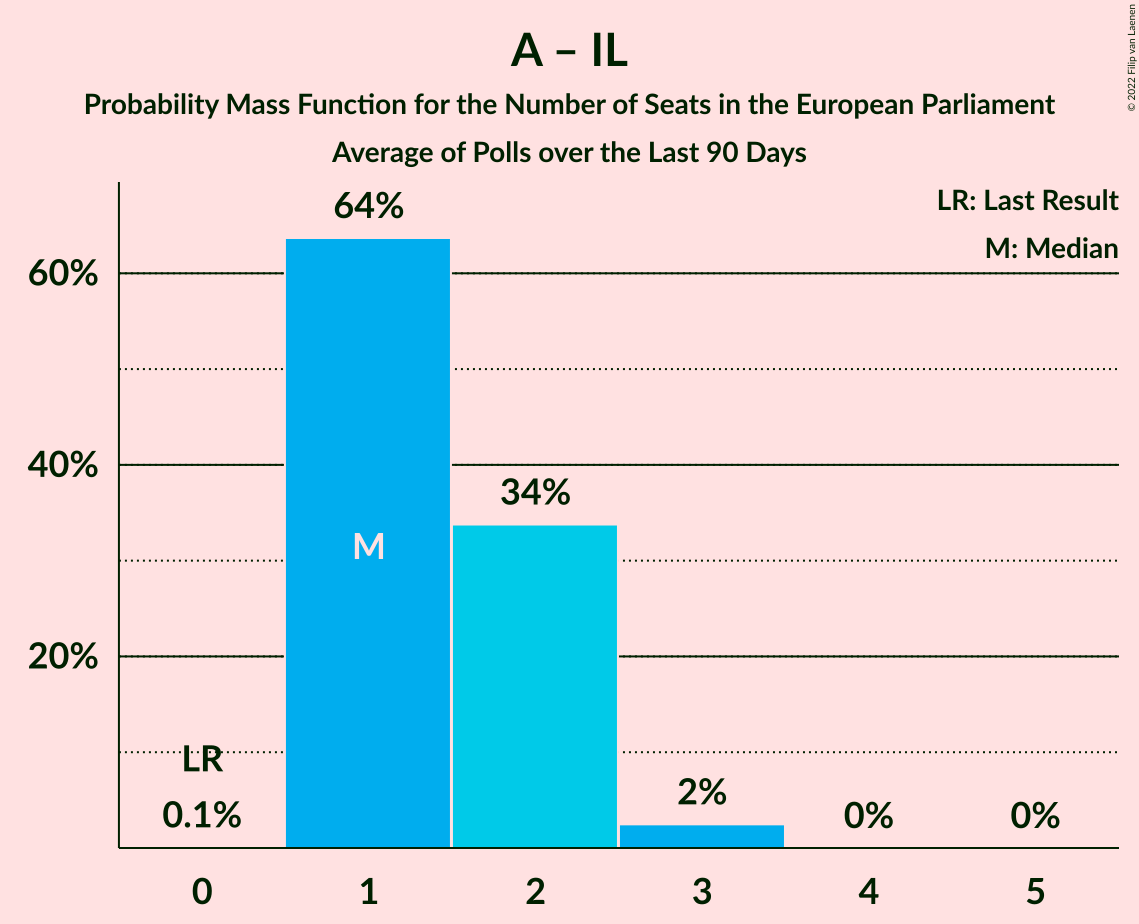 A – IL
Probability Mass Function for the Number of Seats in the European Parliament
Average of Polls over the Last 90 Days
© 2022 Filip van Laenen
LR: Last Result
M: Median
60%
40%
20%
64%
34%
M
LR
0.1%
2%
0%
0%
0 1 2 3 4 5